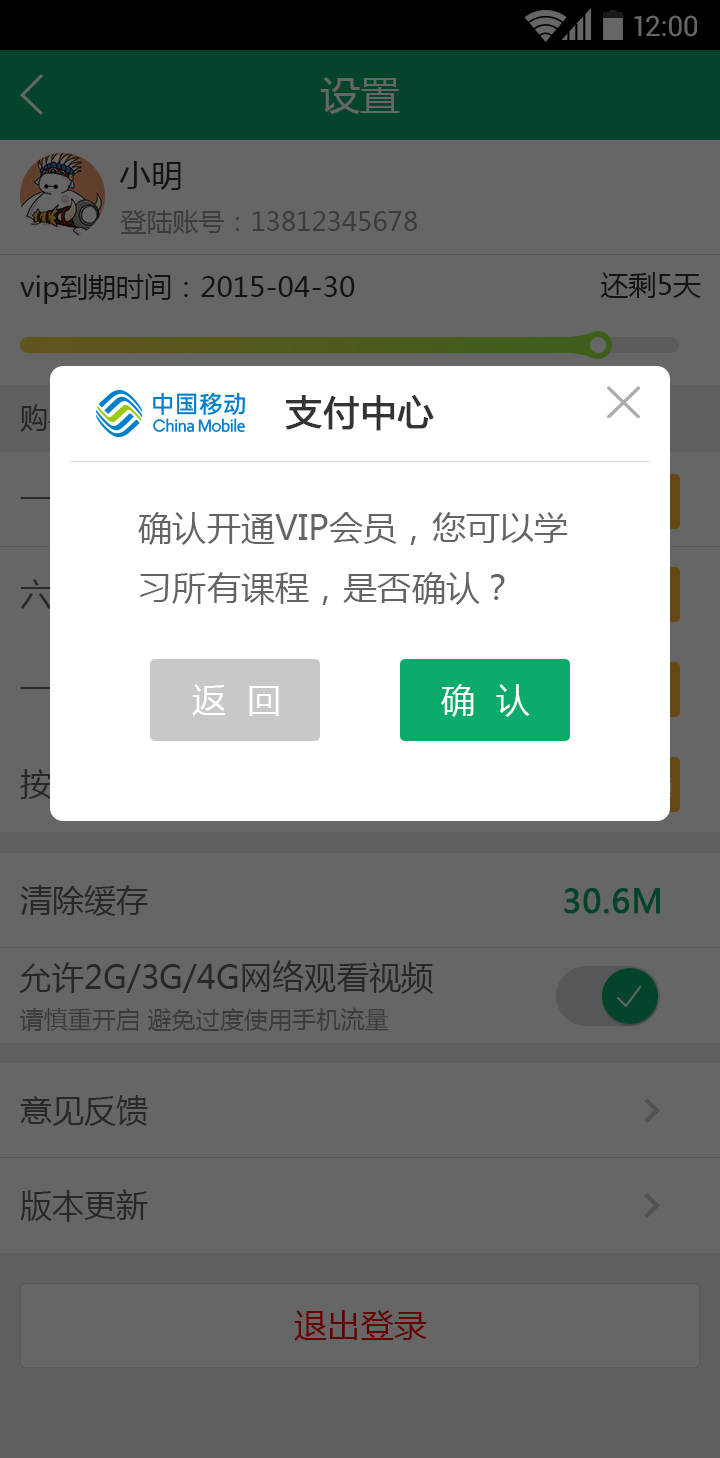 12:00
设置
小明
登陆账号：13812345678
vip到期时间：2015-04-30
还剩5天
购
中国移动
China Mobile
支付中心
确认开通VIP会员，您可以学
习所有课程，是否确认？
返 回
确 认
一
六
一
按
清除缓存
30.6M
允许2G/3G/4G网络观看视频
请慎重开启 避免过度使用手机流量
意见反馈
版本更新
退出登录